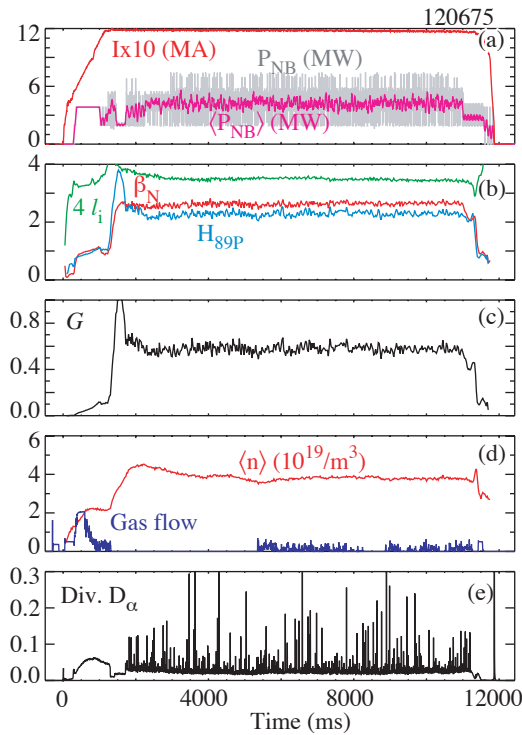 120675
12
8
4
0
Ix10 (MA)
(a)
P_NB (MW)
⟨P_NB⟩ (MW)
4
2
0
4 l_i
β_N
H_89P
(b)
0.8
0.4
0.0
G
(c)
6
4
2
0
⟨n⟩ (10^19/m^3)
(d)
Gas flow
0.3
0.2
0.1
0.0
Div. D_α
(e)
0
4000
8000
12000
Time (ms)